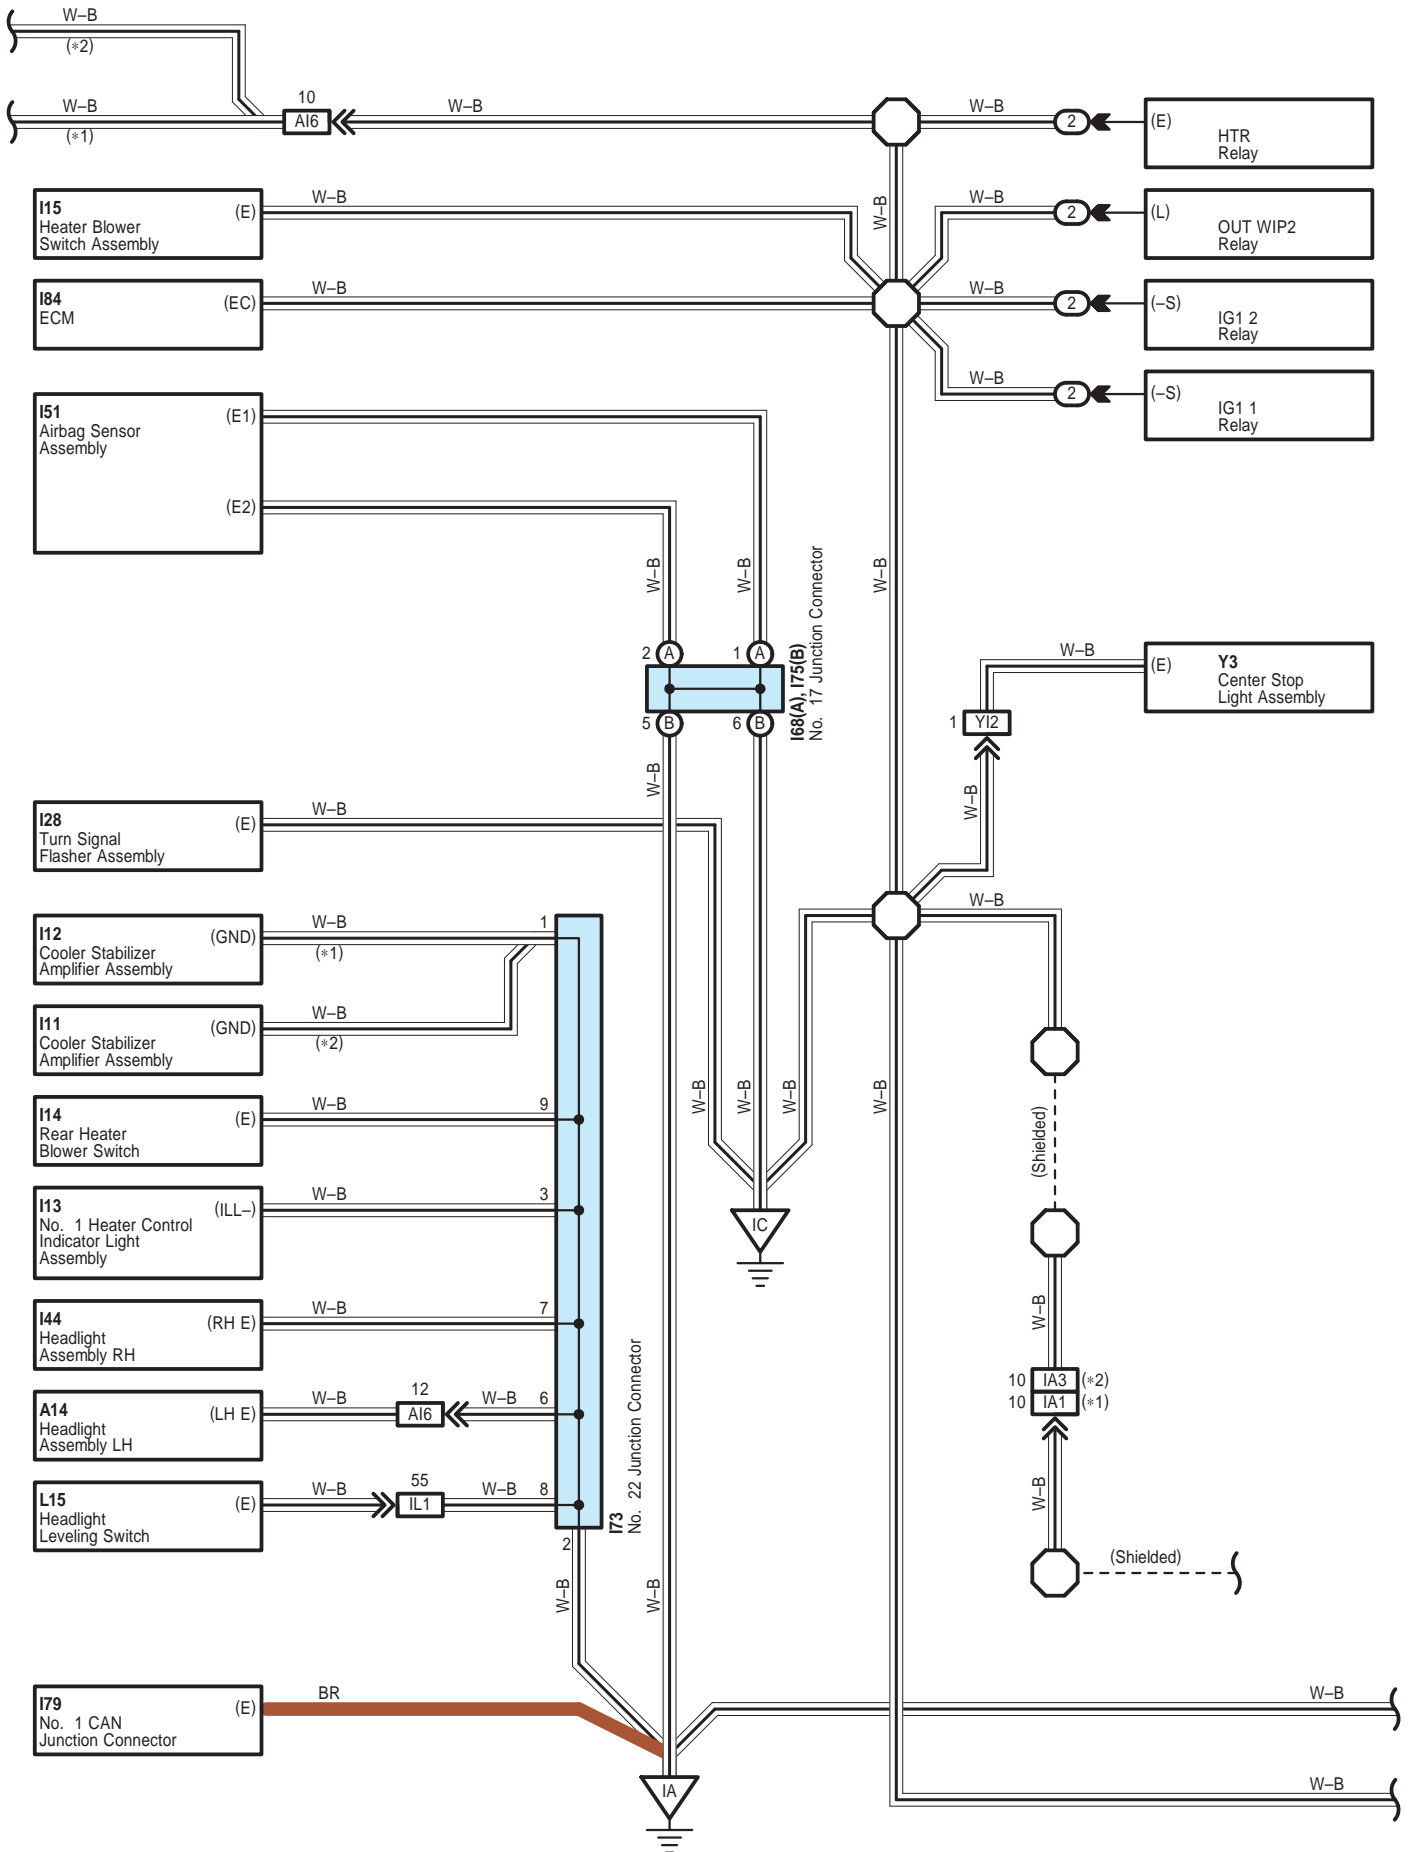 W–B
(*2)
W–B
(*1)
10
AI6
W–B
W–B
2
(E)
HTR
Relay
I15
Heater Blower
Switch Assembly
(E)
W–B
W–B
W–B
2
(L)
OUT WIP2
Relay
I84
ECM
(EC)
W–B
W–B
2
(–S)
IG1 2
Relay
W–B
2
(–S)
IG1 1
Relay
I51
Airbag Sensor
Assembly
(E1)
(E2)
W–B
W–B
W–B
2
A
1
A
5
B
6
B
I68(A), I75(B)
No. 17 Junction Connector
W–B
(E)
Y3
Center Stop
Light Assembly
1
YI2
W–B
W–B
I28
Turn Signal
Flasher Assembly
(E)
W–B
I12
Cooler Stabilizer
Amplifier Assembly
(GND)
W–B
(*1)
1
W–B
I11
Cooler Stabilizer
Amplifier Assembly
(GND)
W–B
(*2)
I14
Rear Heater
Blower Switch
(E)
W–B
9
W–B
W–B
W–B
W–B
(Shielded)
I13
No. 1 Heater Control
Indicator Light
Assembly
(ILL–)
W–B
3
IC
I44
Headlight
Assembly RH
(RH E)
W–B
7
W–B
A14
Headlight
Assembly LH
(LH E)
W–B
12
AI6
W–B
6
10
IA3
(*2)
10
IA1
(*1)
L15
Headlight
Leveling Switch
(E)
W–B
55
IL1
W–B
8
I73
No. 22 Junction Connector
W–B
2
W–B
W–B
(Shielded)
I79
No. 1 CAN
Junction Connector
(E)
BR
W–B
IA
W–B